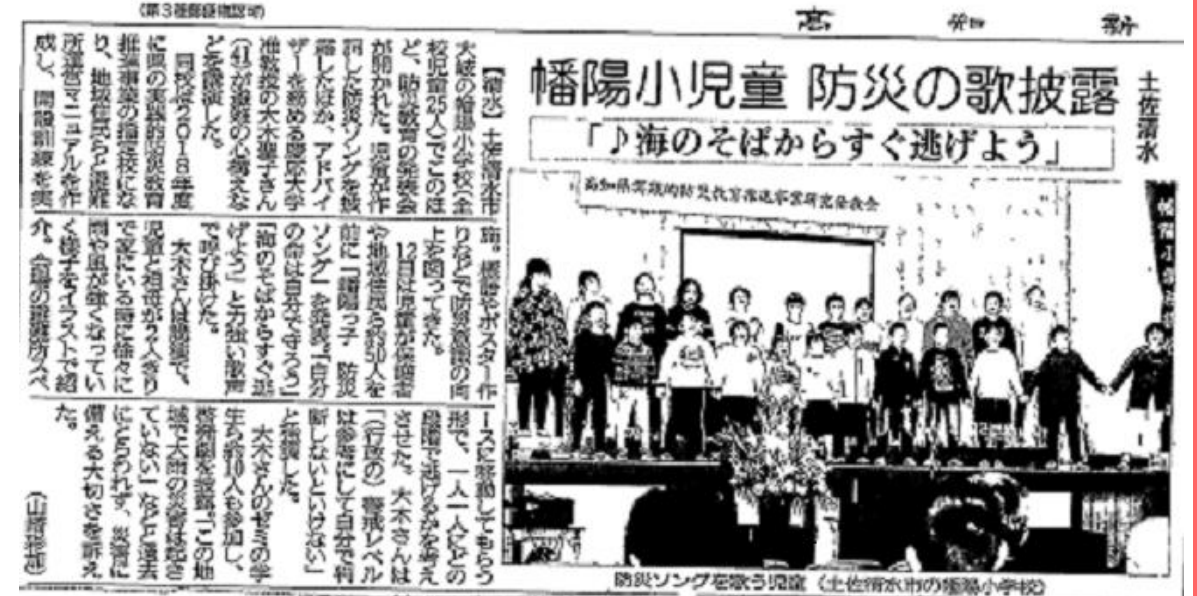 (第3種郵便物認可)
高 知 新
土佐清水
幡陽小児童 防災の歌披露
「♪海のそばからすぐ逃げよう」
高知県実践的防災教育推進事業研究発表会
【清水】土佐清水市
大岐の幡陽小学校(全
校児童25人)でこのほ
ど、防災教育の発表会
が開かれた。児童が作
詞した防災ソングを披
露したほか、アドバイ
ザーを務める慶応大学
准教授の大木聖子さん
(41)が避難の心構えな
どを講演した。
同校は2018年度
に県の実践的防災教育
推進事業の指定校にな
り、地域住民らと避難
所運営マニュアルを作
成し、開設訓練を実
施。標語やポスター作
りなどで防災意識の向
上を図ってきた。
12日は児童が保護者
や地域住民ら約50人を
前に「幡陽っ子 防災
ソング」を発表。「自分
の命は自分で守ろう」
「海のそばからすぐ逃
げよう」と力強い歌声
で呼び掛けた。
大木さんは講演で、
児童と祖母が2人きり
で家にいる時に徐々に
雨や風が強くなってい
く様子をイラストで紹
介。会場の避難所スペ
ースに移動してもらう
形で、一人一人にどの
段階で逃げるかを考え
させた。大木さんは
「(行政の)警戒レベル
は参考にして自分で判
断しないといけない」
と強調した。
大木さんのゼミの学
生ら約10人も参加し、
啓発劇を披露。「この地
域で大雨の災害は起き
ていない」などと過去
にとらわれず、災害に
備える大切さを訴え
た。
防災ソングを歌う児童(土佐清水市の幡陽小学校)